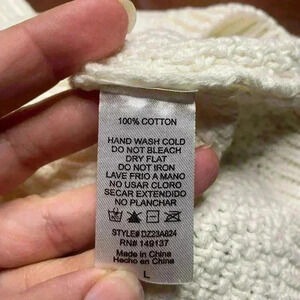 100% COTTON
HAND WASH COLD
DO NOT BLEACH
DRY FLAT
DO NOT IRON
LAVE FRIO A MANO
NO USAR CLORO
SECAR EXTENDIDO
NO PLANCHAR
STYLE# DZ23A824
RN# 149137
Made in China
Hecho en China
L